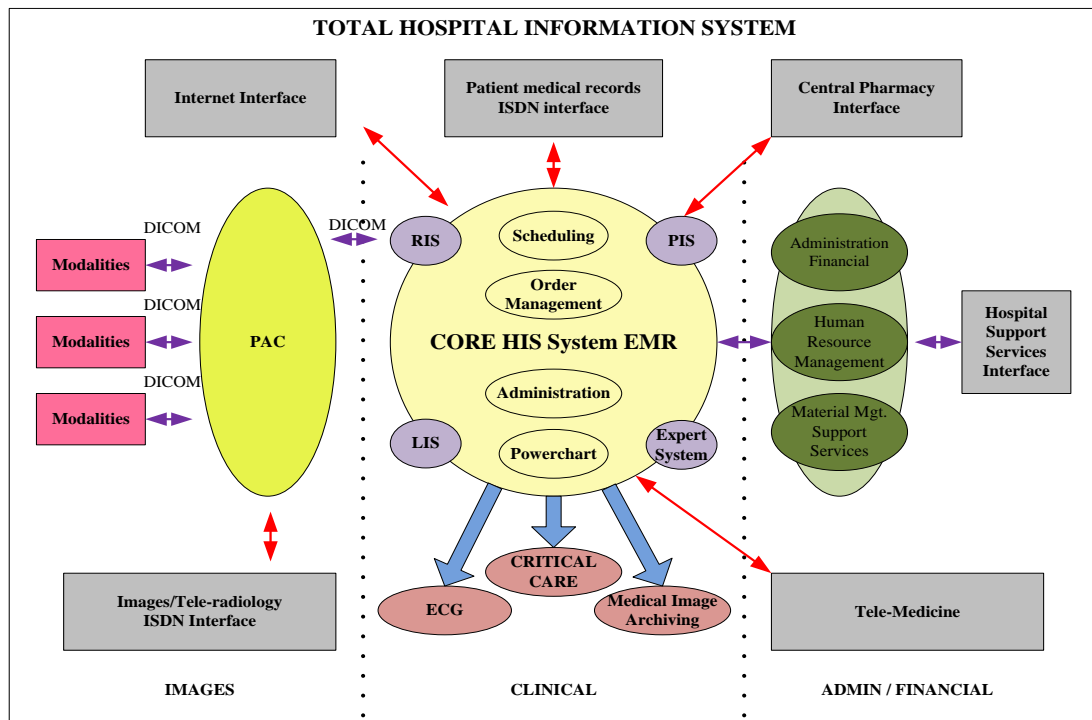 TOTAL HOSPITAL INFORMATION SYSTEM
Internet Interface
Patient medical records
ISDN interface
Central Pharmacy
Interface
DICOM
Modalities
DICOM
Modalities
DICOM
Modalities
PAC
DICOM
RIS
Scheduling
PIS
Order
Management
CORE HIS System EMR
Administration
LIS
Powerchart
Expert
System
Administration
Financial
Human
Resource
Management
Material Mgt.
Support
Services
Hospital
Support
Services
Interface
CRITICAL
CARE
ECG
Medical Image
Archiving
Images/Tele-radiology
ISDN Interface
Tele-Medicine
IMAGES
CLINICAL
ADMIN / FINANCIAL